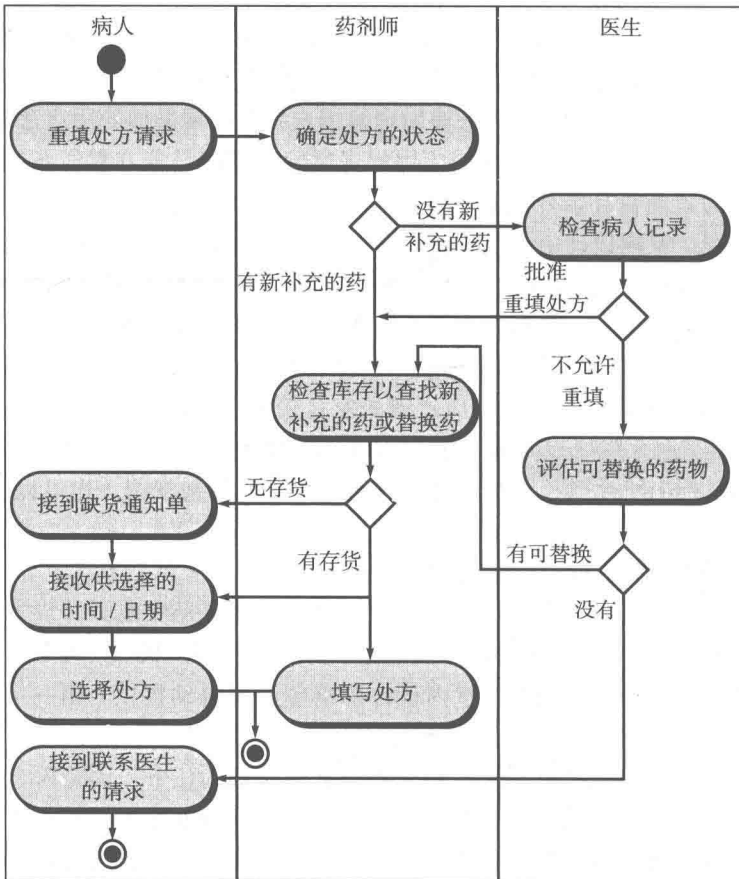 病人
药剂师
医生
重填处方请求
确定处方的状态
没有新
补充的药
检查病人记录
有新补充的药
批准
重填处方
检查库存以查找新
补充的药或替换药
不允许
重填
评估可替换的药物
接到缺货通知单
无存货
有存货
有可替换
没有
接收供选择的
时间 / 日期
选择处方
填写处方
接到联系医生
的请求